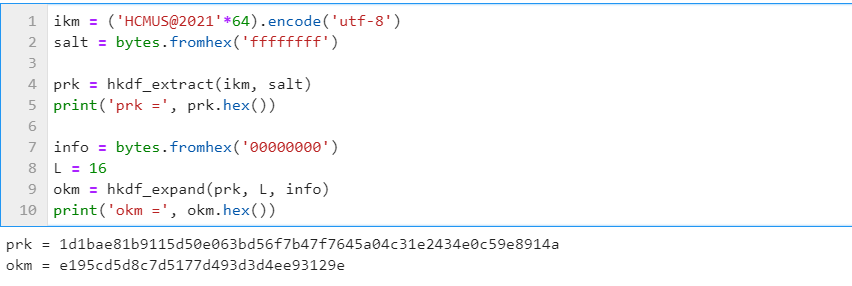 1 ikm = ('HCMUS@2021'*64).encode('utf-8')
2 salt = bytes.fromhex('ffffffff')
3
4 prk = hkdf_extract(ikm, salt)
5 print('prk =', prk.hex())
6
7 info = bytes.fromhex('00000000')
8 L = 16
9 okm = hkdf_expand(prk, L, info)
10 print('okm =', okm.hex())
prk = 1d1bae81b9115d50e063bd56f7b47f7645a04c31e2434e0c59e8914a
okm = e195cd5d8c7d5177d493d3d4ee93129e